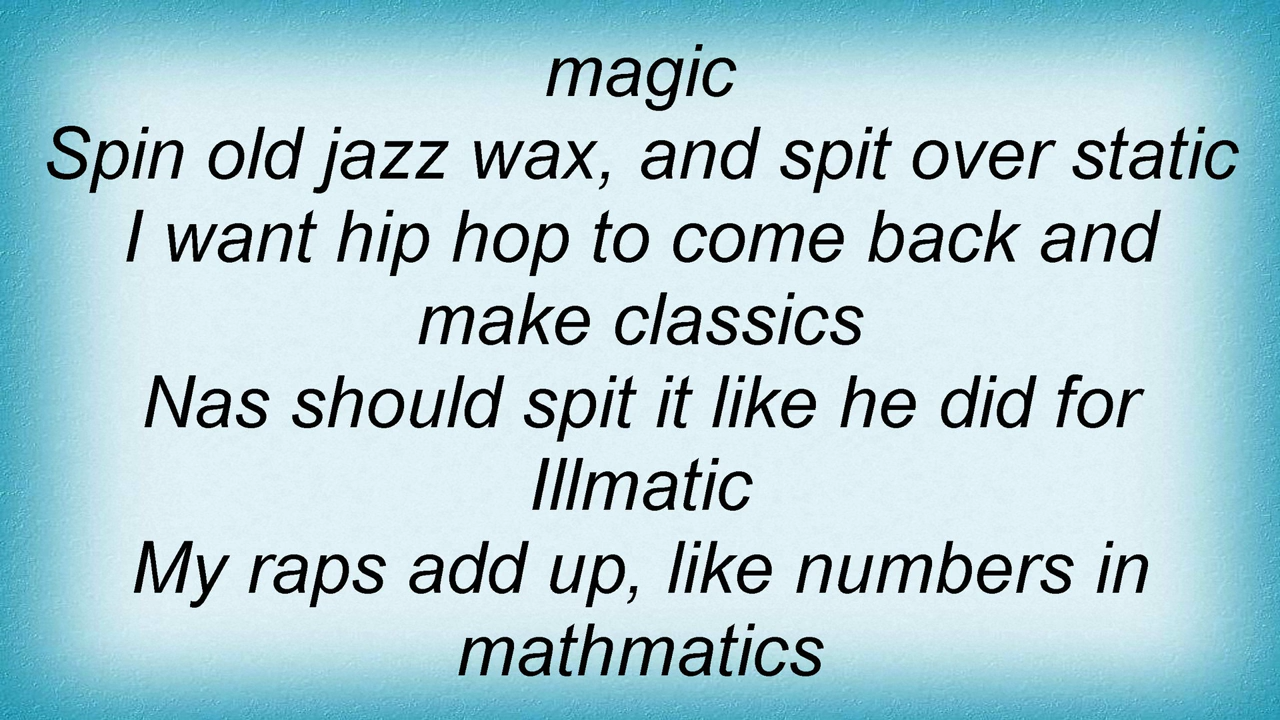 magic
Spin old jazz wax, and spit over static
I want hip hop to come back and
make classics
Nas should spit it like he did for
Illmatic
My raps add up, like numbers in
mathmatics